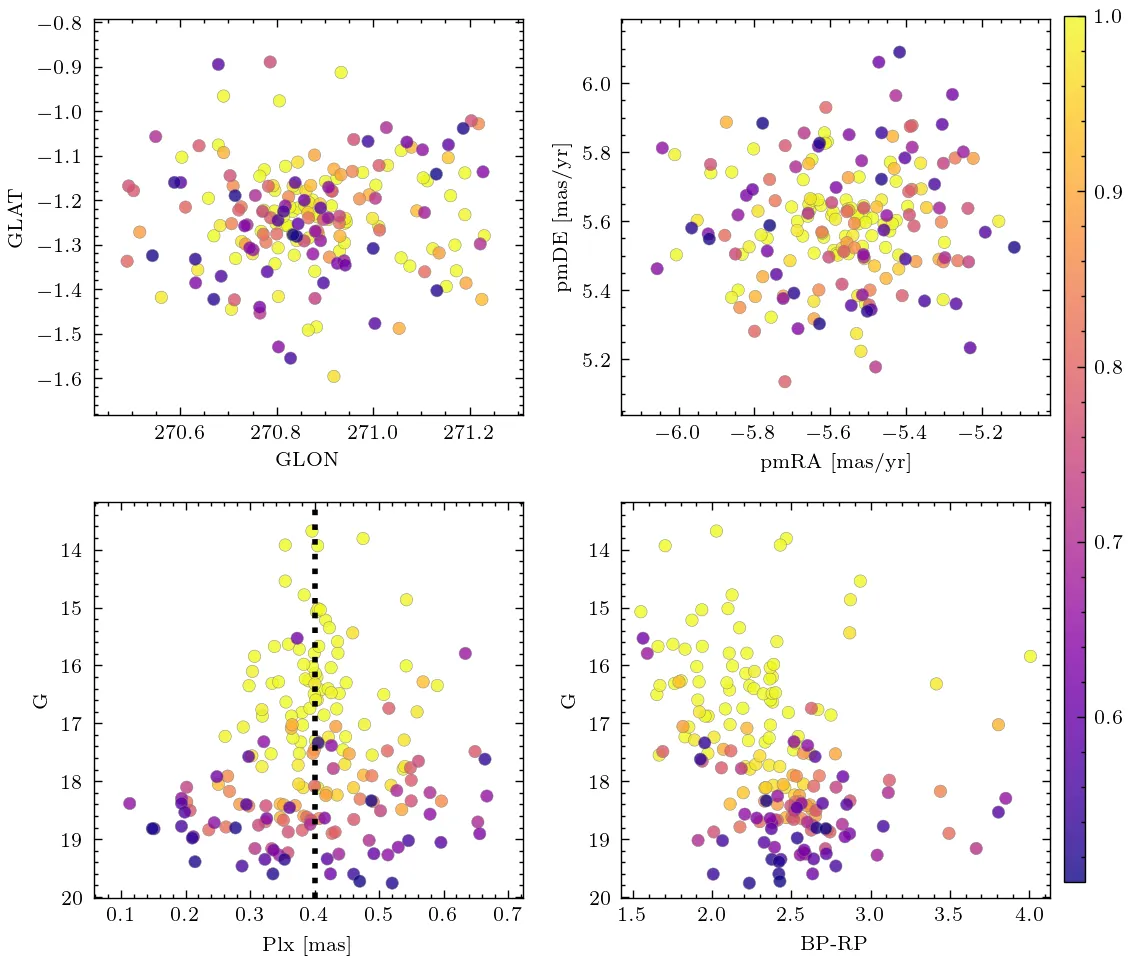 −0.8
−0.9
−1.0
−1.1
−1.2
−1.3
−1.4
−1.5
−1.6
GLAT
270.6 270.8 271.0 271.2
GLON
6.0
5.8
5.6
5.4
5.2
pmDE [mas/yr]
−6.0 −5.8 −5.6 −5.4 −5.2
pmRA [mas/yr]
1.0
0.9
0.8
0.7
0.6
14
15
16
17
18
19
20
G
0.1 0.2 0.3 0.4 0.5 0.6 0.7
Plx [mas]
14
15
16
17
18
19
20
G
1.5 2.0 2.5 3.0 3.5 4.0
BP-RP